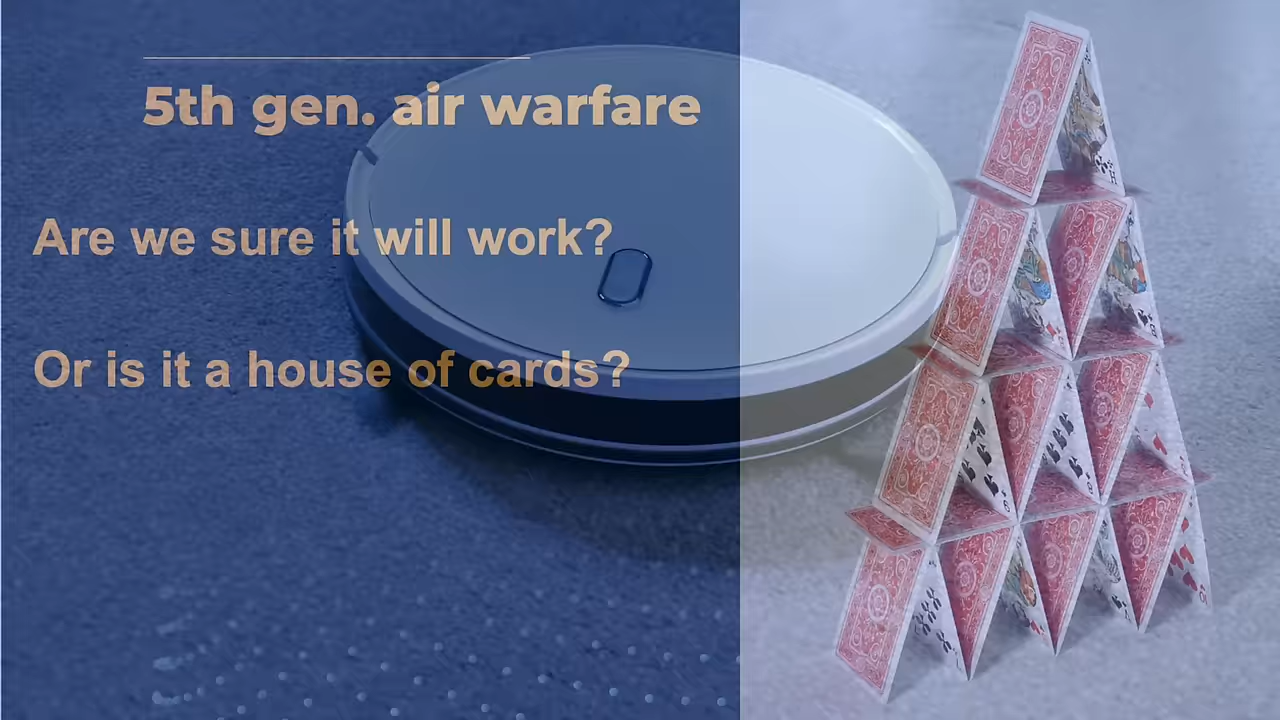 5th gen. air warfare
Are we sure it will work?
Or is it a house of cards?